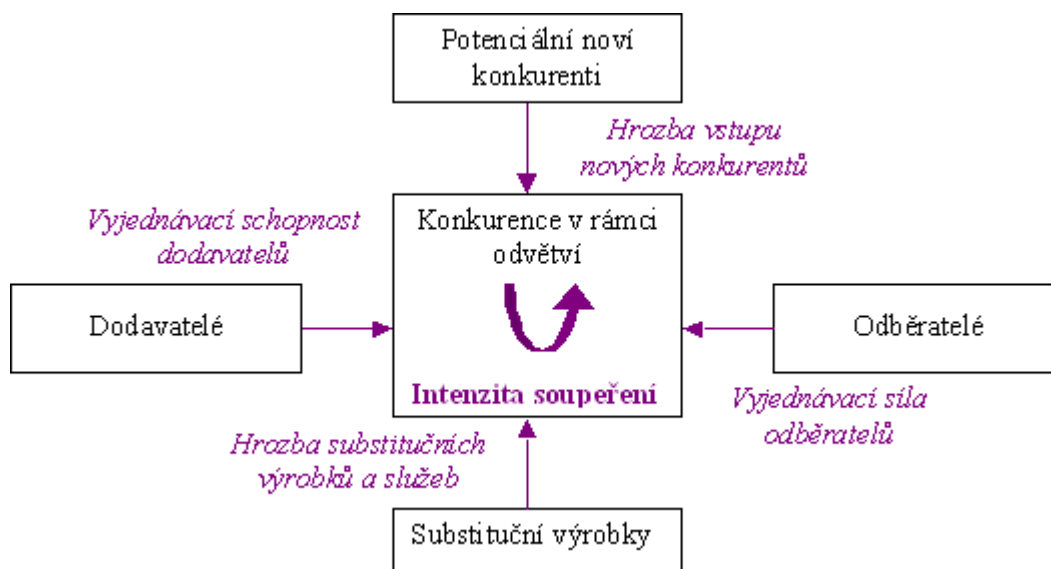 Potenciální noví
konkurenti
Hrozba vstupu
nových konkurentů
Vyjednávací schopnost
dodavatelů
Konkurence v rámci
odvětví
Dodavatelé
Odběratelé
Intenzita soupeření
Vyjednávací síla
odběratelů
Hrozba substitučních
výrobků a služeb
Substituční výrobky